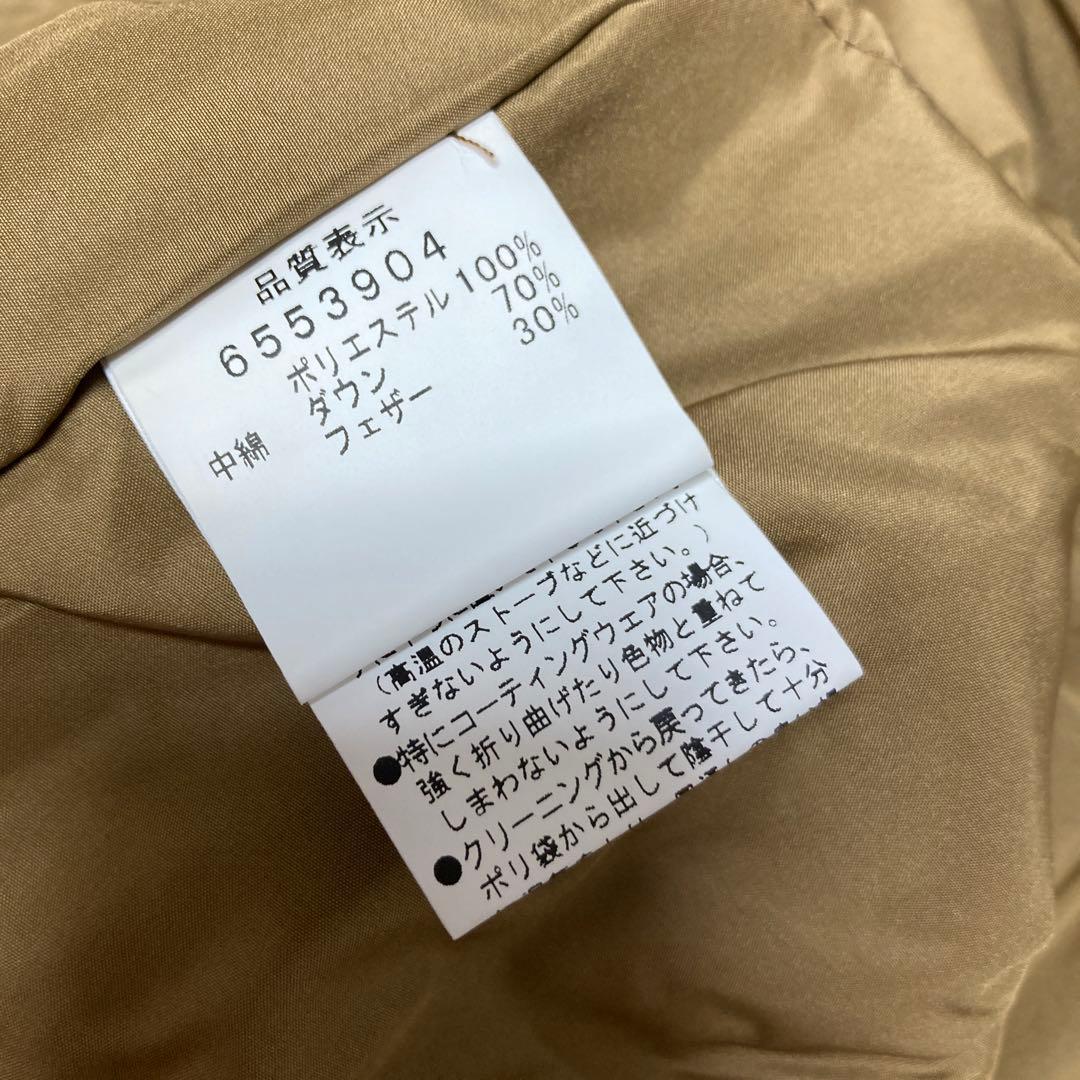 品質表示
6553904
ポリエステル 100%
ダウン 70%
中綿 フェザー 30%
(高温のストーブなどに近づけ
すぎないようにして下さい。)
●特にコーティングウェアの場合、
強く折り曲げたり色物と重ねて
しまわないようにして下さい。
●クリーニングから戻ってきたら、
ポリ袋から出して陰干して十分